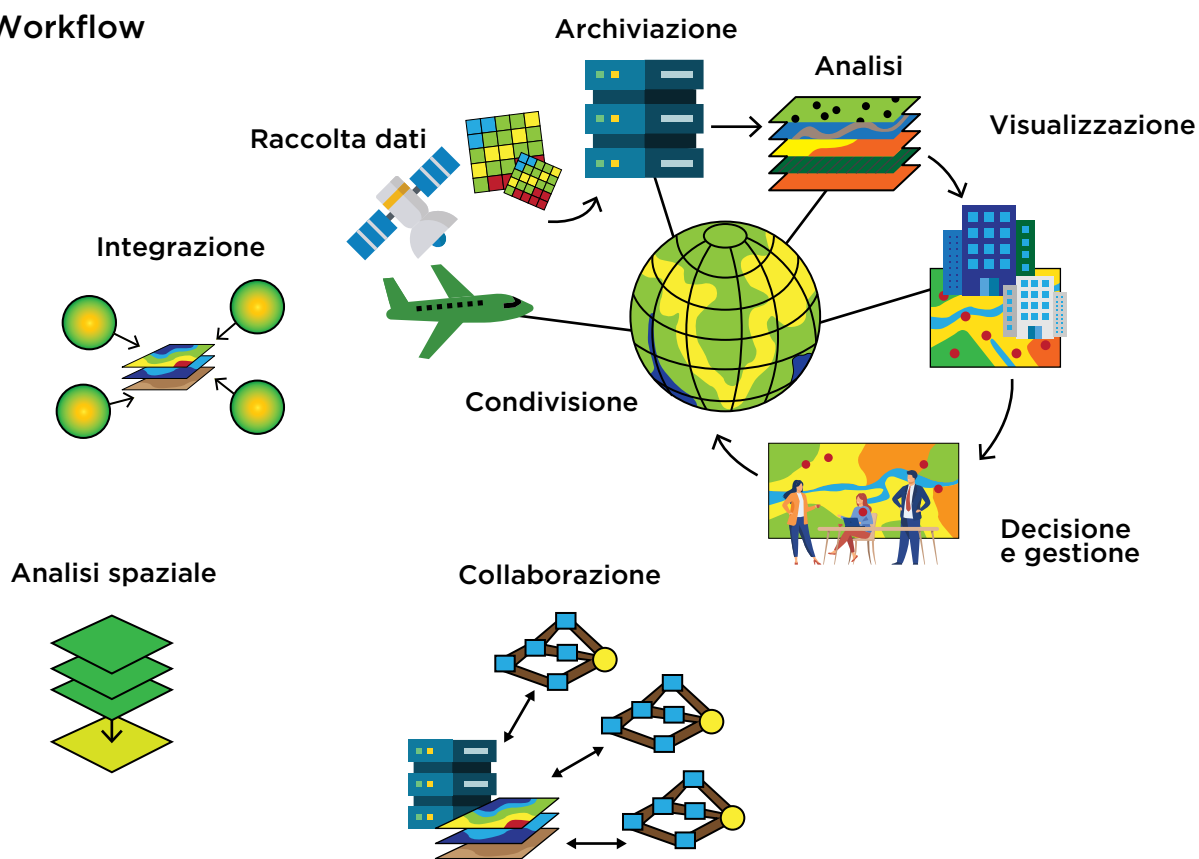 Workflow
Archiviazione
Analisi
Visualizzazione
Raccolta dati
Integrazione
Condivisione
Decisione
e gestione
Analisi spaziale
Collaborazione